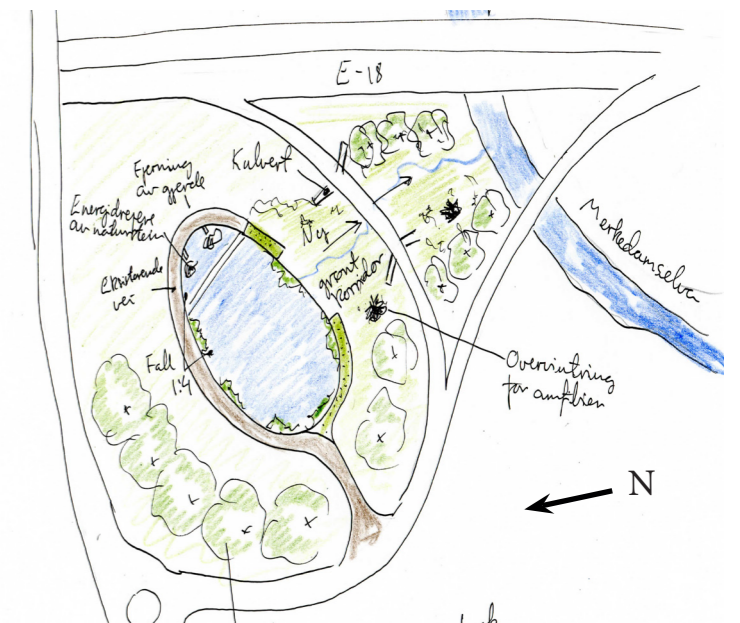 E-18
Kulvert
Fjerning
av gjerde
Energidreper
av naturstein
Eksisterende
vei
Ny
grønt
korridor
Merkedamselva
Fall
1:4
Overvintring
for amfibier
N